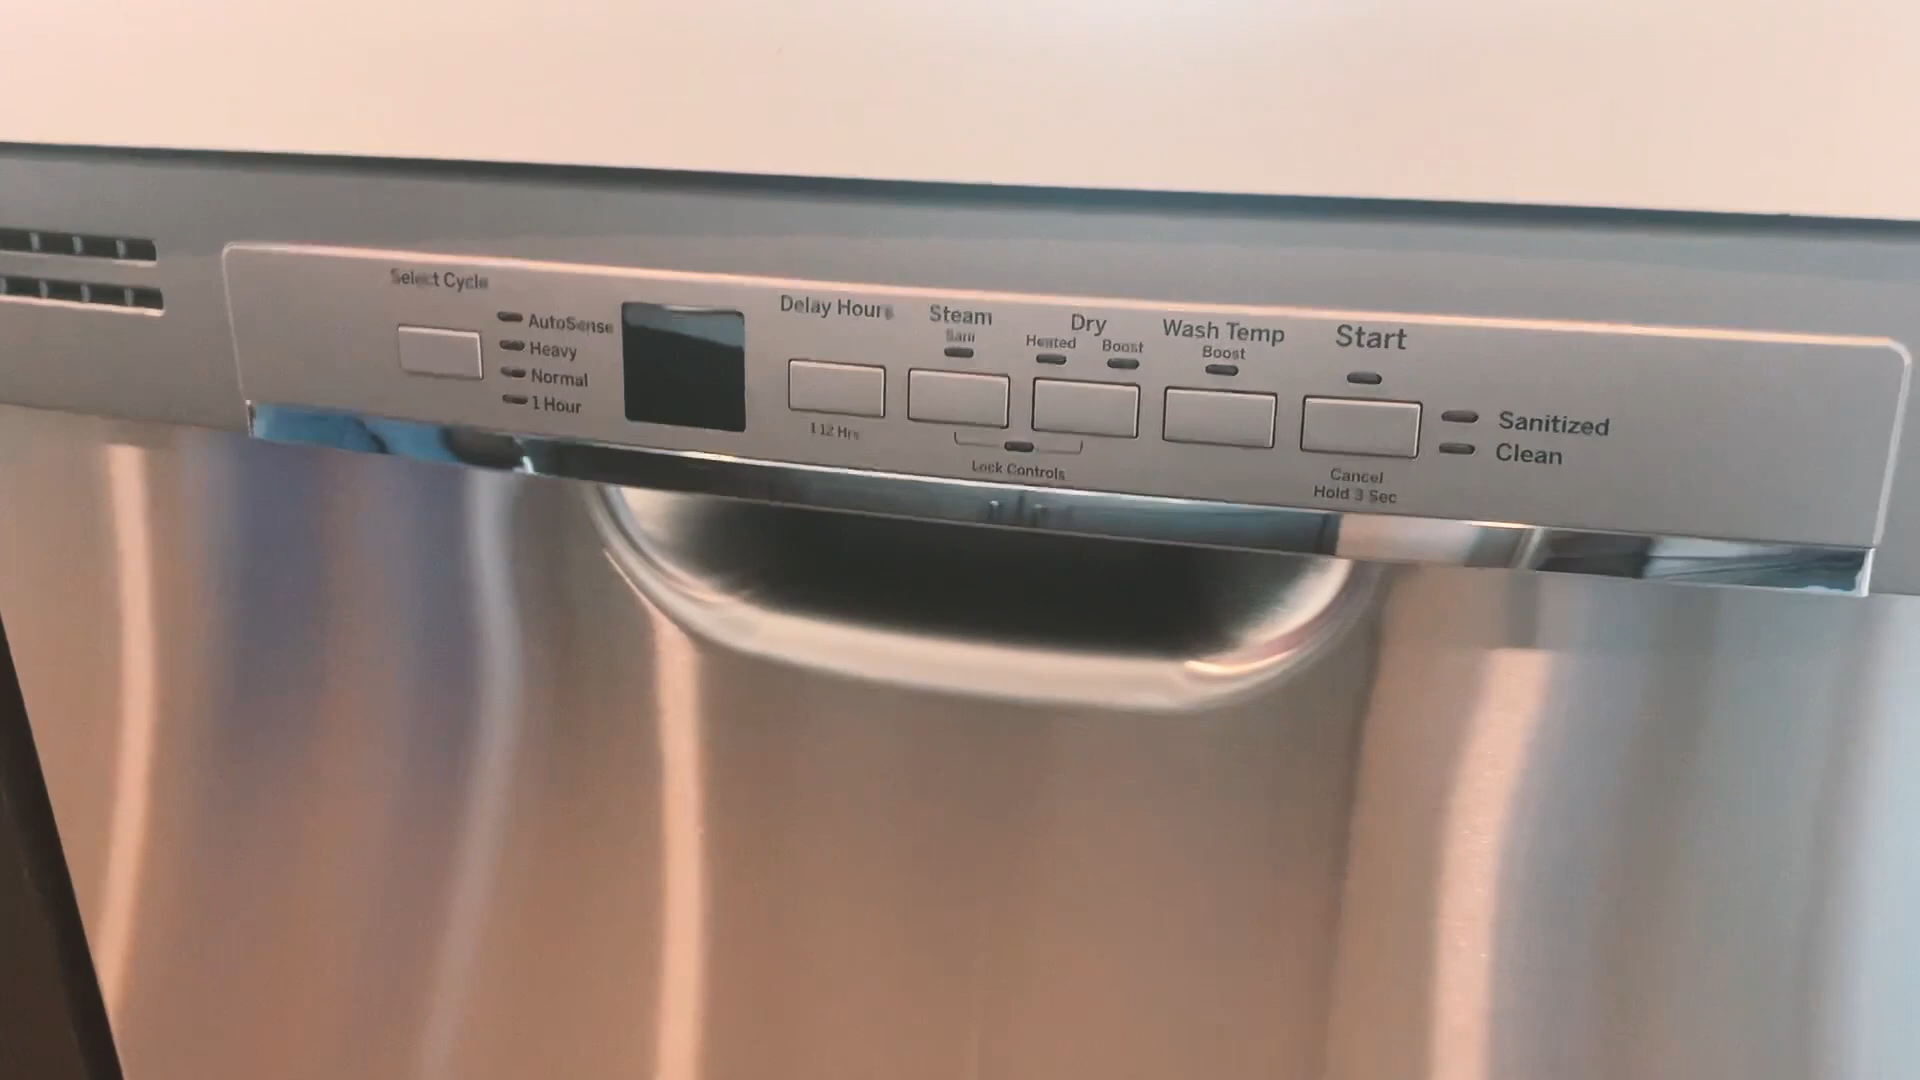 Select Cycle
AutoSense
Heavy
Normal
1 Hour
Delay Hours
12 Hrs
Steam
Dry
Heated
Boost
Lock Controls
Wash Temp
Boost
Start
Cancel
Hold 3 Sec
Sanitized
Clean